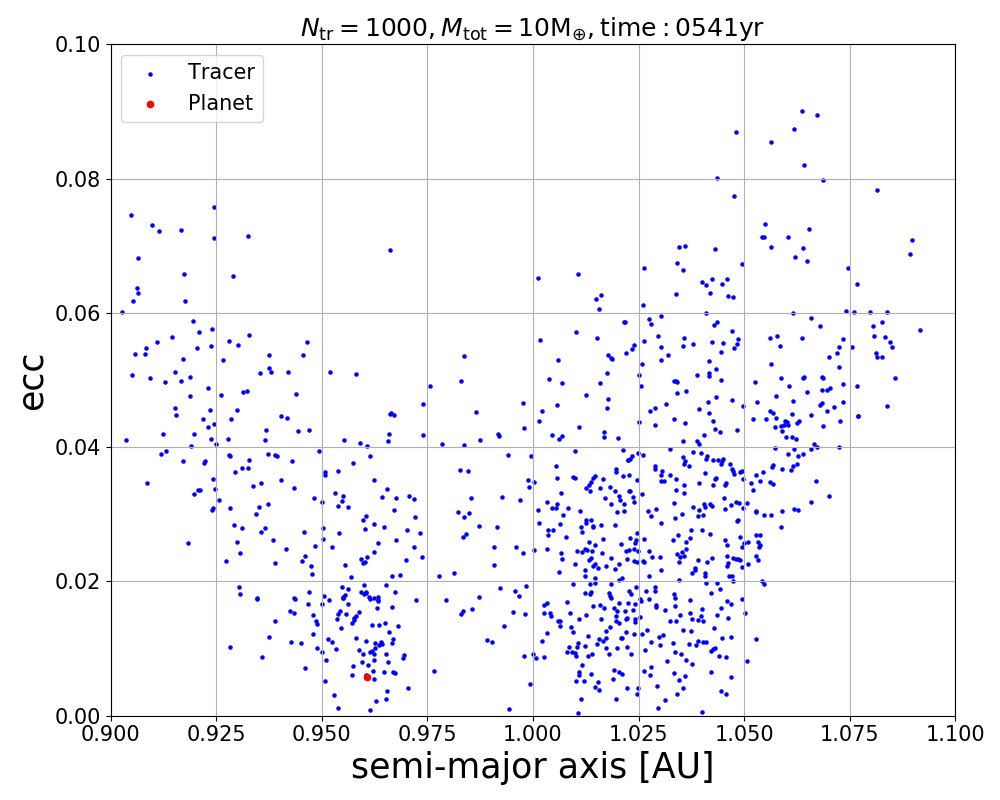 N_tr = 1000, M_tot = 10M_⊕, time : 0541yr
Tracer
Planet
ecc
0.10
0.08
0.06
0.04
0.02
0.00
0.900 0.925 0.950 0.975 1.000 1.025 1.050 1.075 1.100
semi-major axis [AU]